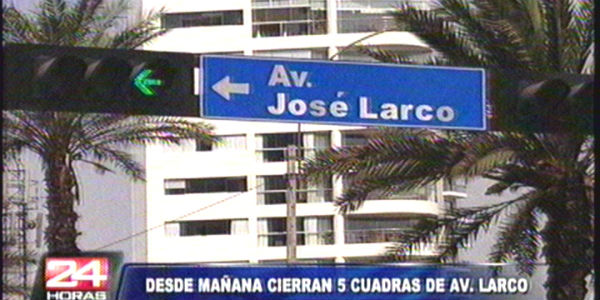 Av.
José Larco
24
HORAS
DESDE MAÑANA CIERRAN 5 CUADRAS DE AV. LARCO